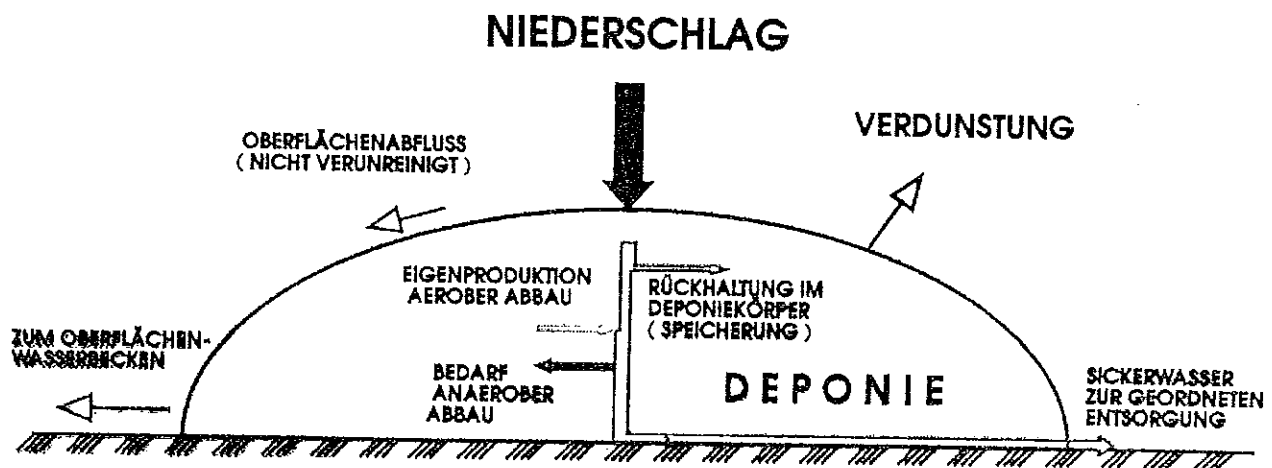 NIEDERSCHLAG
OBERFLÄCHENABFLUSS
( NICHT VERUNREINIGT )
VERDUNSTUNG
EIGENPRODUKTION
AEROBER ABBAU
RÜCKHALTUNG IM
DEPONIEKÖRPER
( SPEICHERUNG )
ZUM OBERFLÄCHEN-
WASSERBECKEN
BEDARF
ANAEROBER
ABBAU
DEPONIE
SICKERWASSER
ZUR GEORDNETEN
ENTSORGUNG